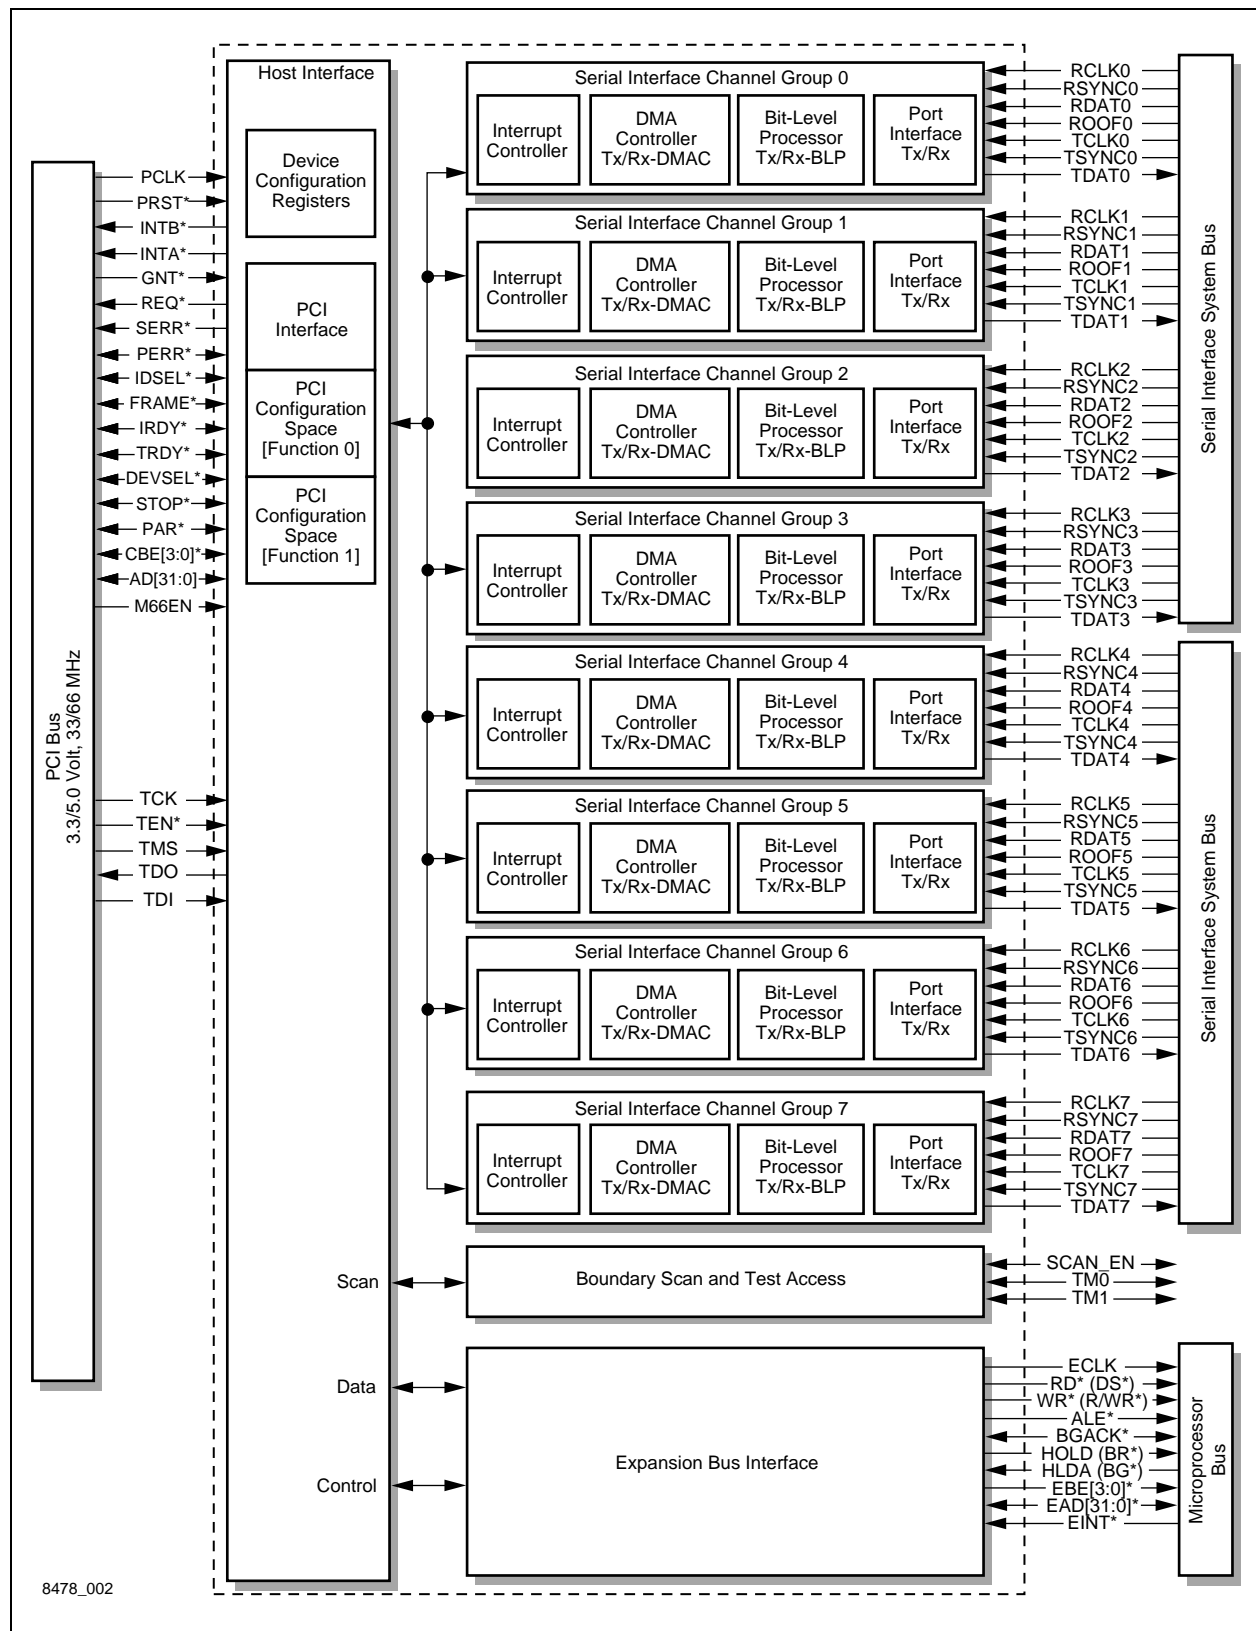 PCI Bus
3.3/5.0 Volt, 33/66 MHz
PCLK
PRST*
INTB*
INTA*
GNT*
REQ*
SERR*
PERR*
IDSEL*
FRAME*
IRDY*
TRDY*
DEVSEL*
STOP*
PAR*
CBE[3:0]*
AD[31:0]
M66EN
TCK
TEN*
TMS
TDO
TDI
Host Interface
Device
Configuration
Registers
PCI
Interface
PCI
Configuration
Space
[Function 0]
PCI
Configuration
Space
[Function 1]
Scan
Data
Control
Serial Interface Channel Group 0
Interrupt
Controller
DMA
Controller
Tx/Rx-DMAC
Bit-Level
Processor
Tx/Rx-BLP
Port
Interface
Tx/Rx
RCLK0
RSYNC0
RDAT0
ROOF0
TCLK0
TSYNC0
TDAT0
Serial Interface Channel Group 1
Interrupt
Controller
DMA
Controller
Tx/Rx-DMAC
Bit-Level
Processor
Tx/Rx-BLP
Port
Interface
Tx/Rx
RCLK1
RSYNC1
RDAT1
ROOF1
TCLK1
TSYNC1
TDAT1
Serial Interface Channel Group 2
Interrupt
Controller
DMA
Controller
Tx/Rx-DMAC
Bit-Level
Processor
Tx/Rx-BLP
Port
Interface
Tx/Rx
RCLK2
RSYNC2
RDAT2
ROOF2
TCLK2
TSYNC2
TDAT2
Serial Interface Channel Group 3
Interrupt
Controller
DMA
Controller
Tx/Rx-DMAC
Bit-Level
Processor
Tx/Rx-BLP
Port
Interface
Tx/Rx
RCLK3
RSYNC3
RDAT3
ROOF3
TCLK3
TSYNC3
TDAT3
Serial Interface System Bus
Serial Interface Channel Group 4
Interrupt
Controller
DMA
Controller
Tx/Rx-DMAC
Bit-Level
Processor
Tx/Rx-BLP
Port
Interface
Tx/Rx
RCLK4
RSYNC4
RDAT4
ROOF4
TCLK4
TSYNC4
TDAT4
Serial Interface Channel Group 5
Interrupt
Controller
DMA
Controller
Tx/Rx-DMAC
Bit-Level
Processor
Tx/Rx-BLP
Port
Interface
Tx/Rx
RCLK5
RSYNC5
RDAT5
ROOF5
TCLK5
TSYNC5
TDAT5
Serial Interface Channel Group 6
Interrupt
Controller
DMA
Controller
Tx/Rx-DMAC
Bit-Level
Processor
Tx/Rx-BLP
Port
Interface
Tx/Rx
RCLK6
RSYNC6
RDAT6
ROOF6
TCLK6
TSYNC6
TDAT6
Serial Interface Channel Group 7
Interrupt
Controller
DMA
Controller
Tx/Rx-DMAC
Bit-Level
Processor
Tx/Rx-BLP
Port
Interface
Tx/Rx
RCLK7
RSYNC7
RDAT7
ROOF7
TCLK7
TSYNC7
TDAT7
Serial Interface System Bus
Boundary Scan and Test Access
SCAN_EN
TM0
TM1
Expansion Bus Interface
ECLK
RD* (DS*)
WR* (R/WR*)
ALE*
BGACK*
HOLD (BR*)
HLDA (BG*)
EBE[3:0]*
EAD[31:0]*
EINT*
Microprocessor
Bus
8478_002